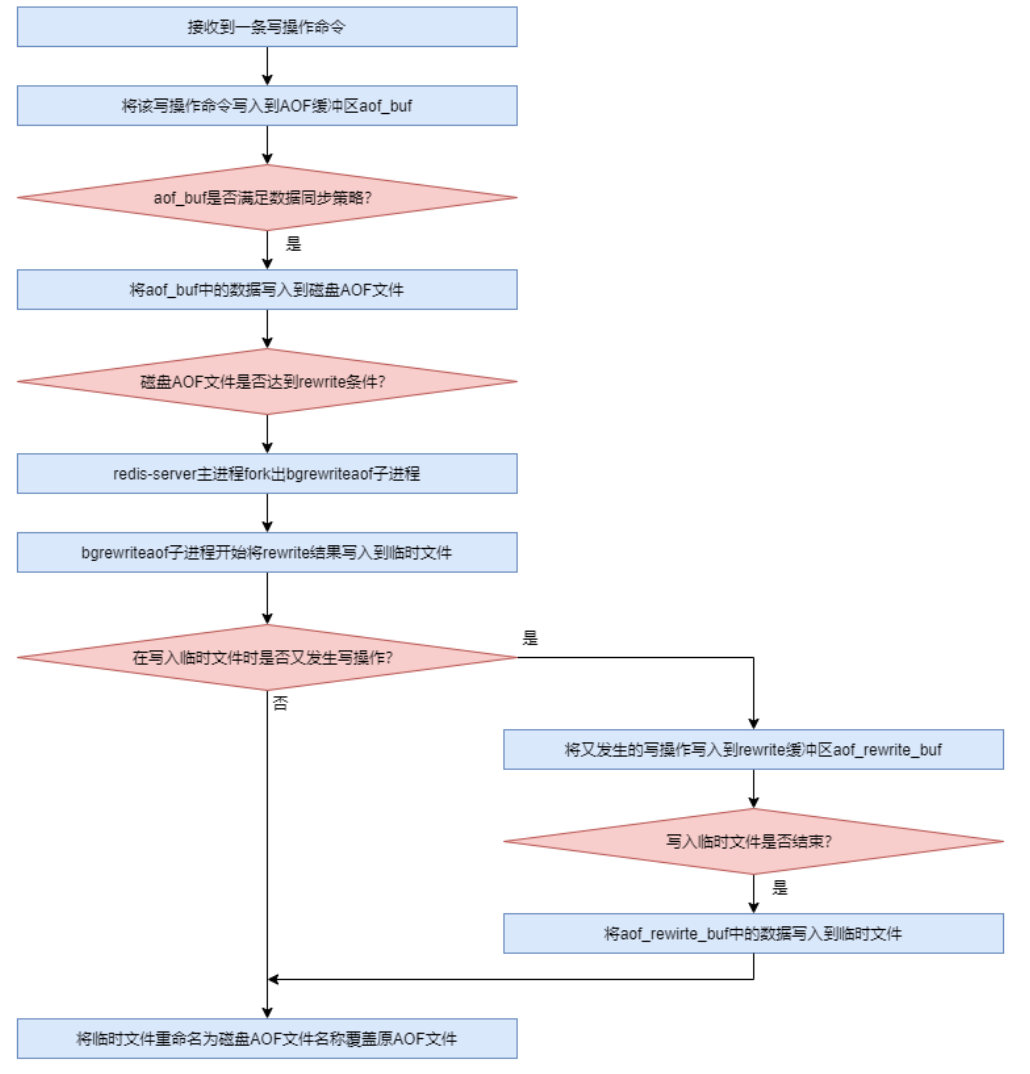 接收到一条写操作命令
将该写操作命令写入到AOF缓冲区aof_buf
aof_buf是否满足数据同步策略?
是
将aof_buf中的数据写入到磁盘AOF文件
磁盘AOF文件是否达到rewrite条件?
redis-server主进程fork出bgrewriteaof子进程
bgrewriteaof子进程开始将rewrite结果写入到临时文件
在写入临时文件时是否又发生写操作?
是
否
将又发生的写操作写入到rewrite缓冲区aof_rewrite_buf
写入临时文件是否结束?
是
将aof_rewirte_buf中的数据写入到临时文件
将临时文件重命名为磁盘AOF文件名称覆盖原AOF文件